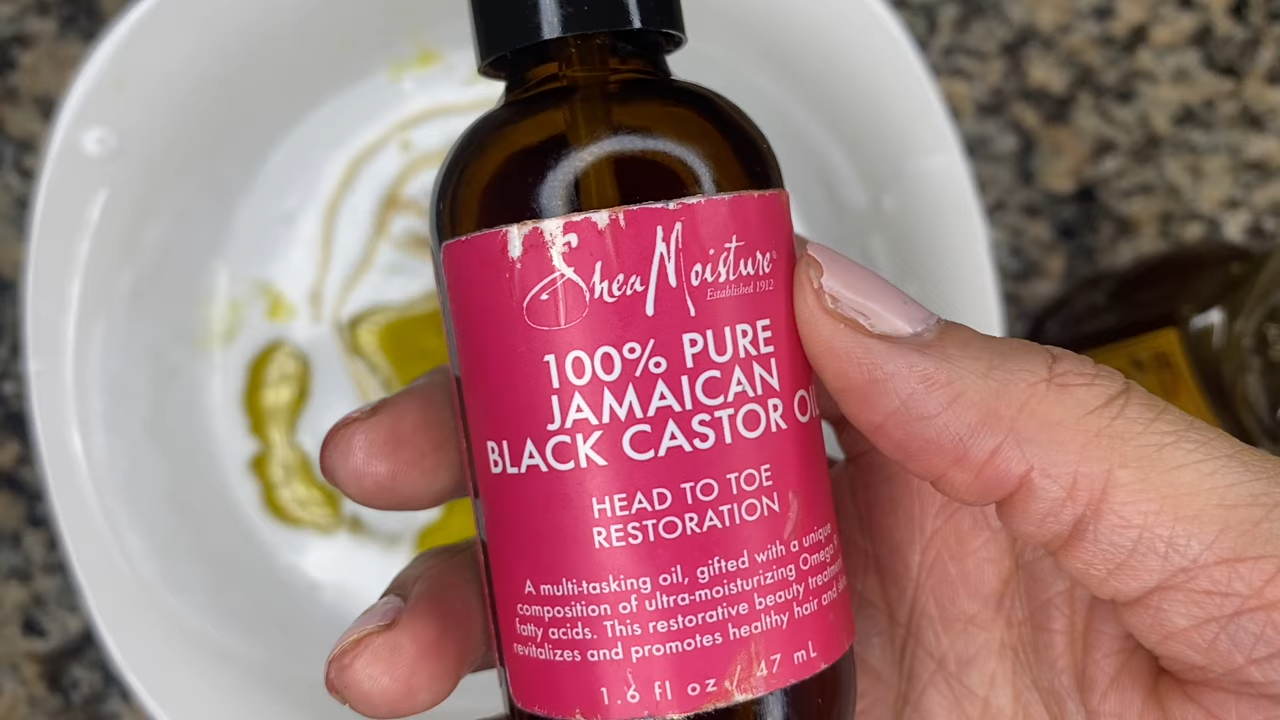 SheaMoisture®
Established 1912
100% PURE
JAMAICAN
BLACK CASTOR OIL
HEAD TO TOE
RESTORATION
A multi-tasking oil, gifted with a unique
composition of ultra-moisturizing Omega
fatty acids. This restorative beauty treatment
revitalizes and promotes healthy hair and
1.6 fl oz / 47 mL